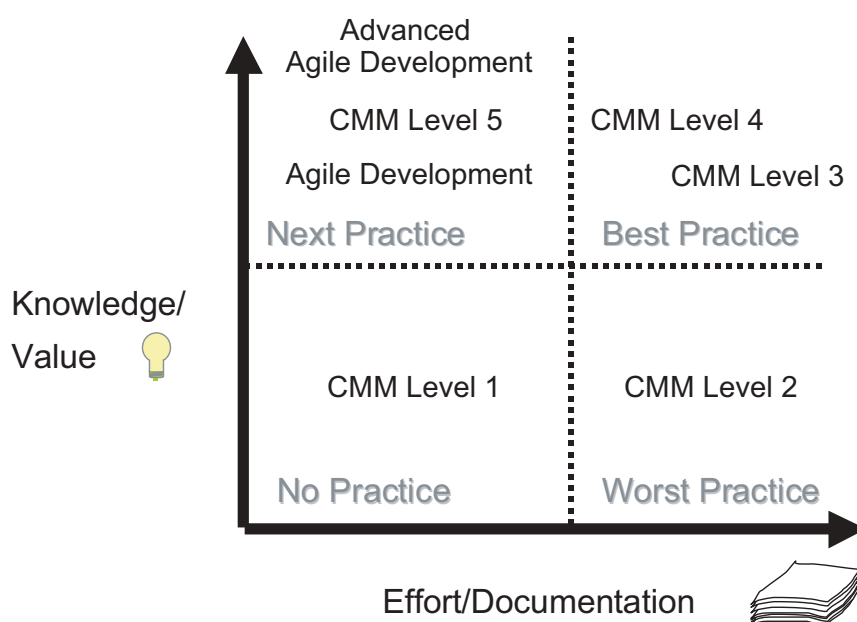 Advanced
Agile Development
CMM Level 5
CMM Level 4
Agile Development
CMM Level 3
Next Practice
Best Practice
Knowledge/
Value
CMM Level 1
CMM Level 2
No Practice
Worst Practice
Effort/Documentation